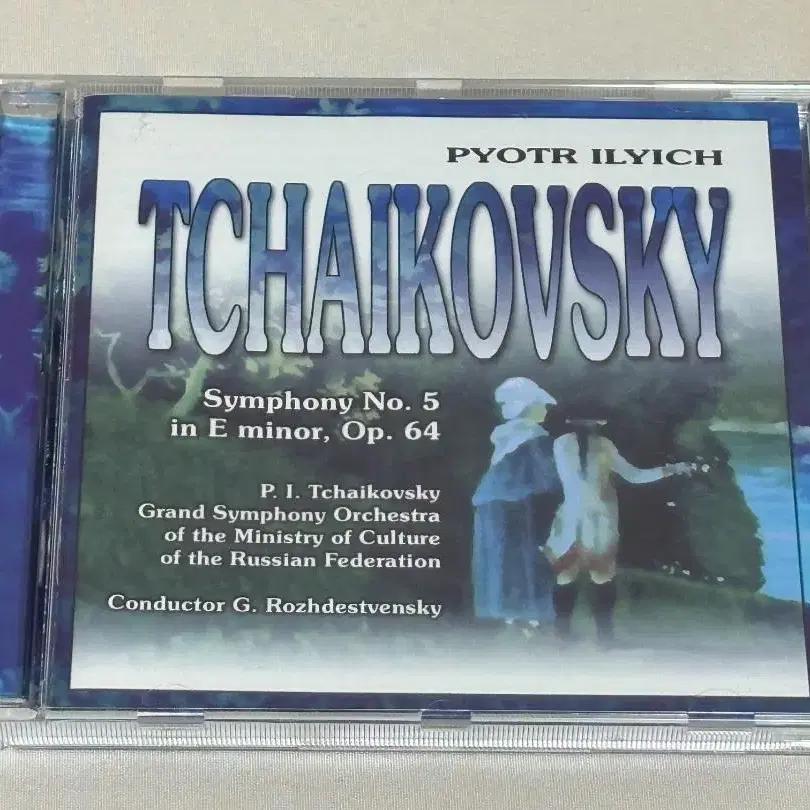 PYOTR ILYICH
TCHAIKOVSKY
Symphony No. 5
in E minor, Op. 64
P. I. Tchaikovsky
Grand Symphony Orchestra
of the Ministry of Culture
of the Russian Federation
Conductor G. Rozhdestvensky